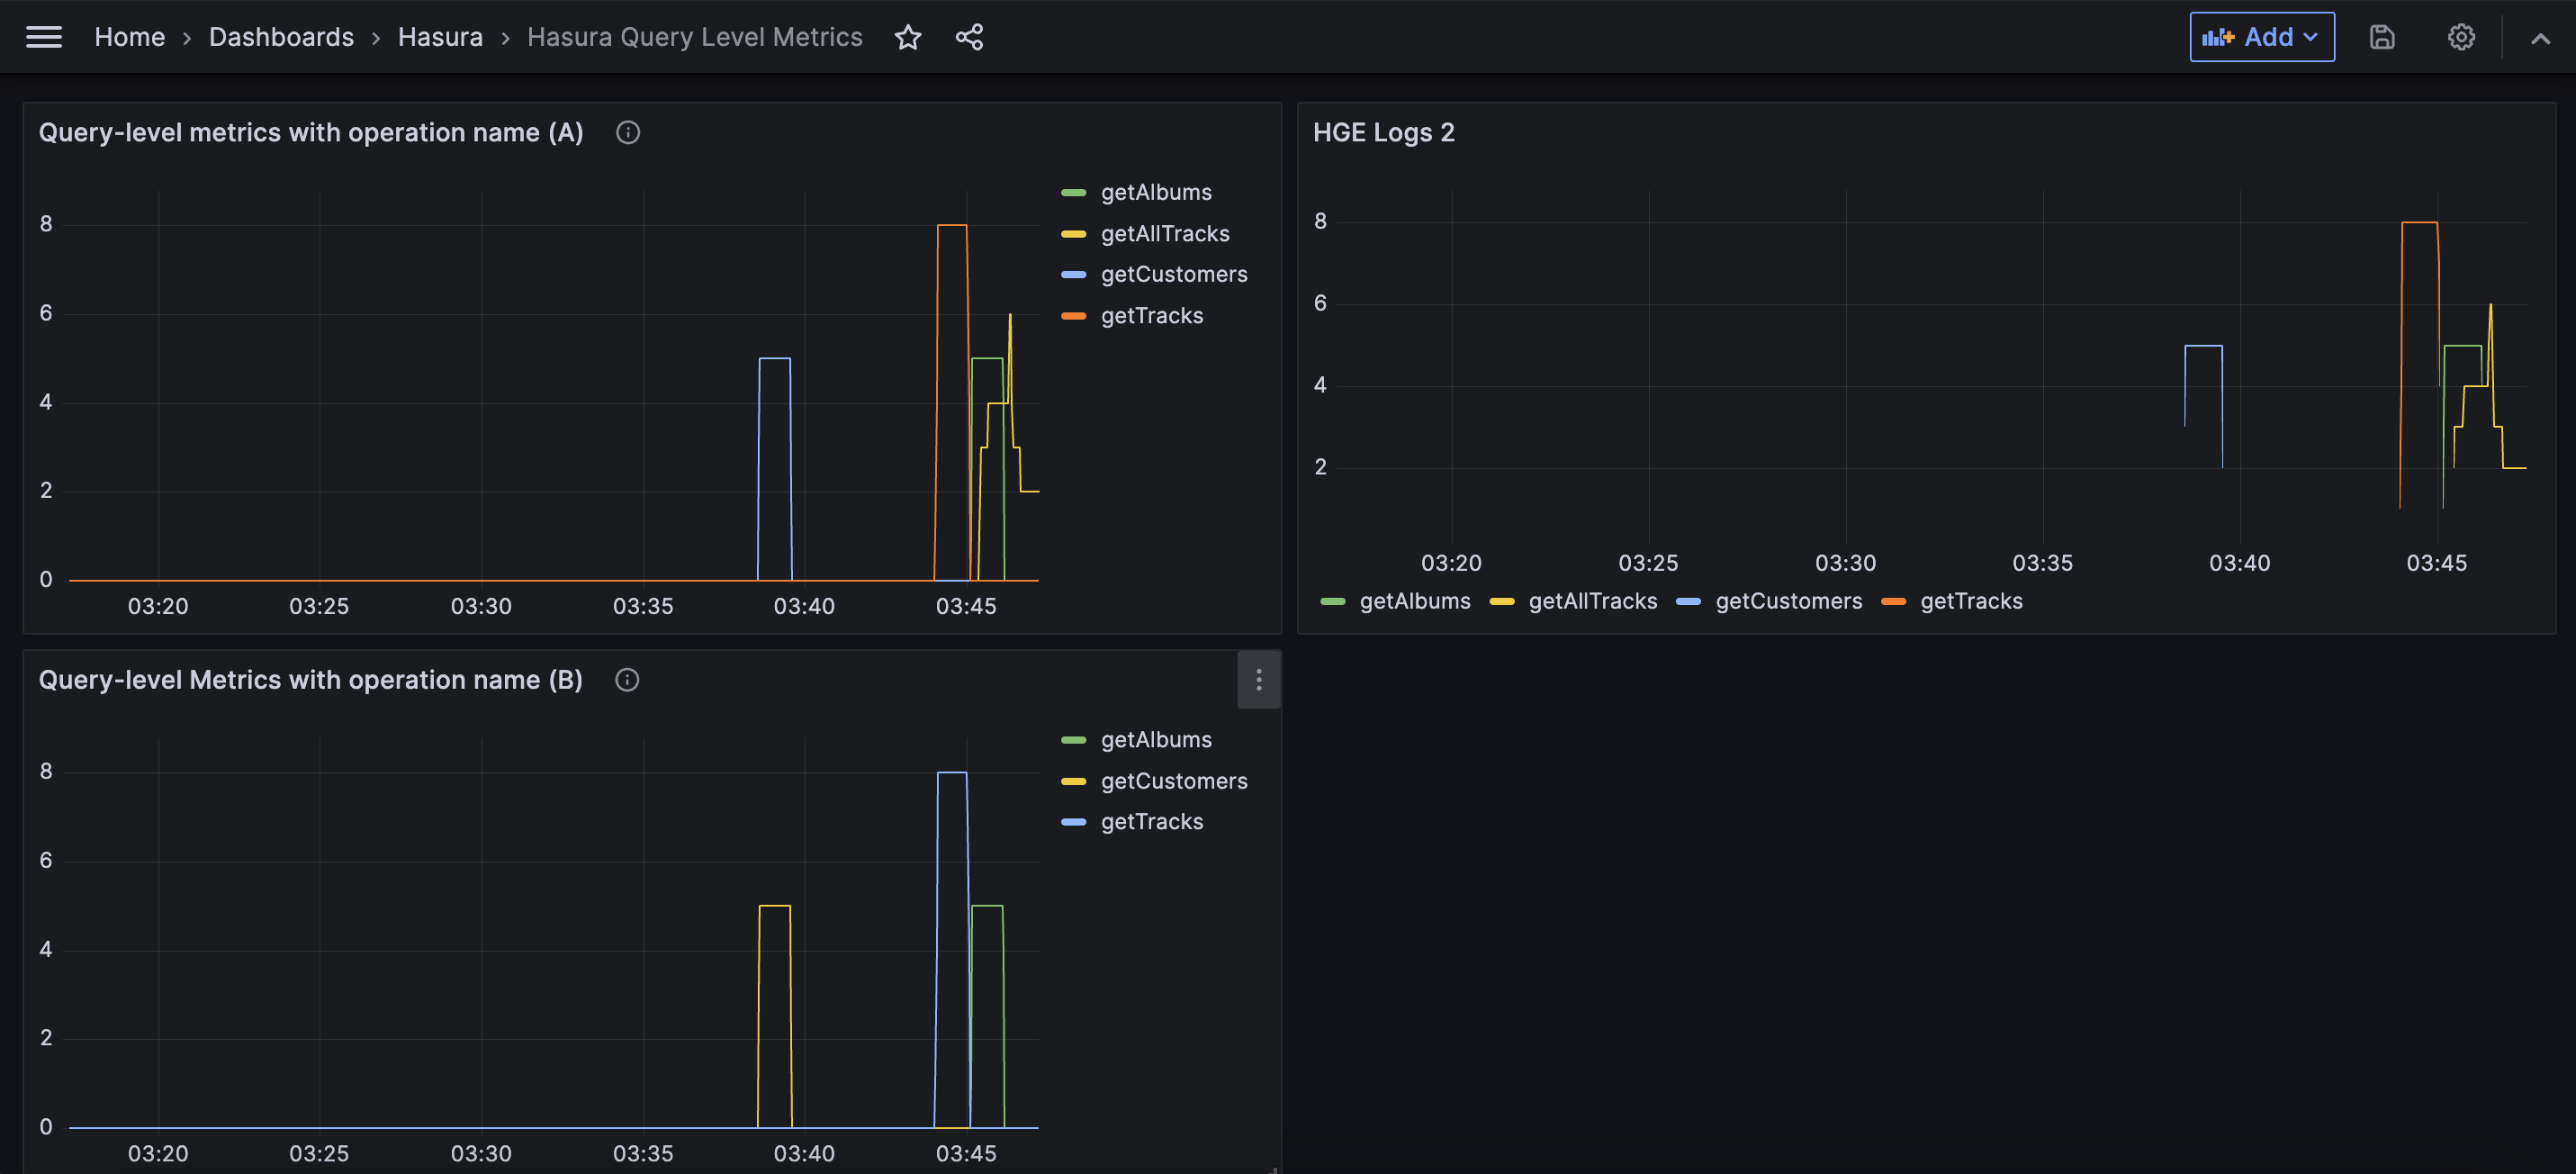 Home › Dashboards › Hasura › Hasura Query Level Metrics
Add
Query-level metrics with operation name (A)
8
6
4
2
0
03:20 03:25 03:30 03:35 03:40 03:45
getAlbums
getAllTracks
getCustomers
getTracks
HGE Logs 2
8
6
4
2
03:20 03:25 03:30 03:35 03:40 03:45
getAlbums getAllTracks getCustomers getTracks
Query-level Metrics with operation name (B)
8
6
4
2
0
03:20 03:25 03:30 03:35 03:40 03:45
getAlbums
getCustomers
getTracks